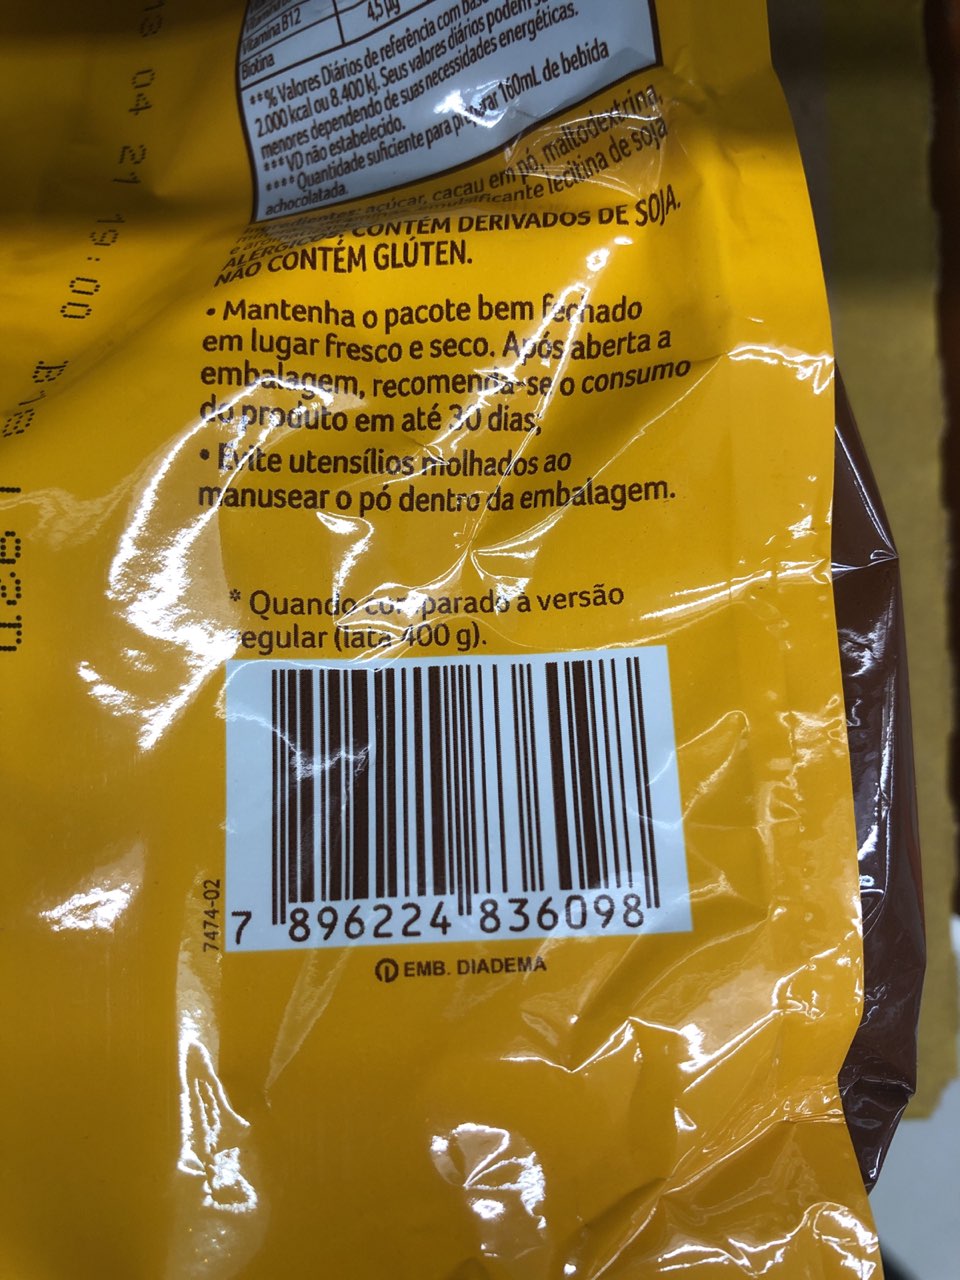 Vitamina B12
4,5 µg
Biotina
**% Valores Diários de referência com
2.000 kcal ou 8.400 kJ. Seus valores diários podem
menores dependendo de suas necessidades energéticas.
***VD não estabelecido.
****Quantidade suficiente para preparar 160mL de bebida
achocolatada.
açúcar, cacau em pó, maltodextrina,
lecitina de soja
CONTÉM DERIVADOS DE SOJA.
NÃO CONTÉM GLÚTEN.
• Mantenha o pacote bem fechado
em lugar fresco e seco. Após aberta a
embalagem, recomenda-se o consumo
do produto em até 30 dias;
• Evite utensílios molhados ao
manusear o pó dentro da embalagem.
* Quando comparado à versão
regular (lata 400 g).
7 896224 836098
7474-02
EMB. DIADEMA
04 21 19:00